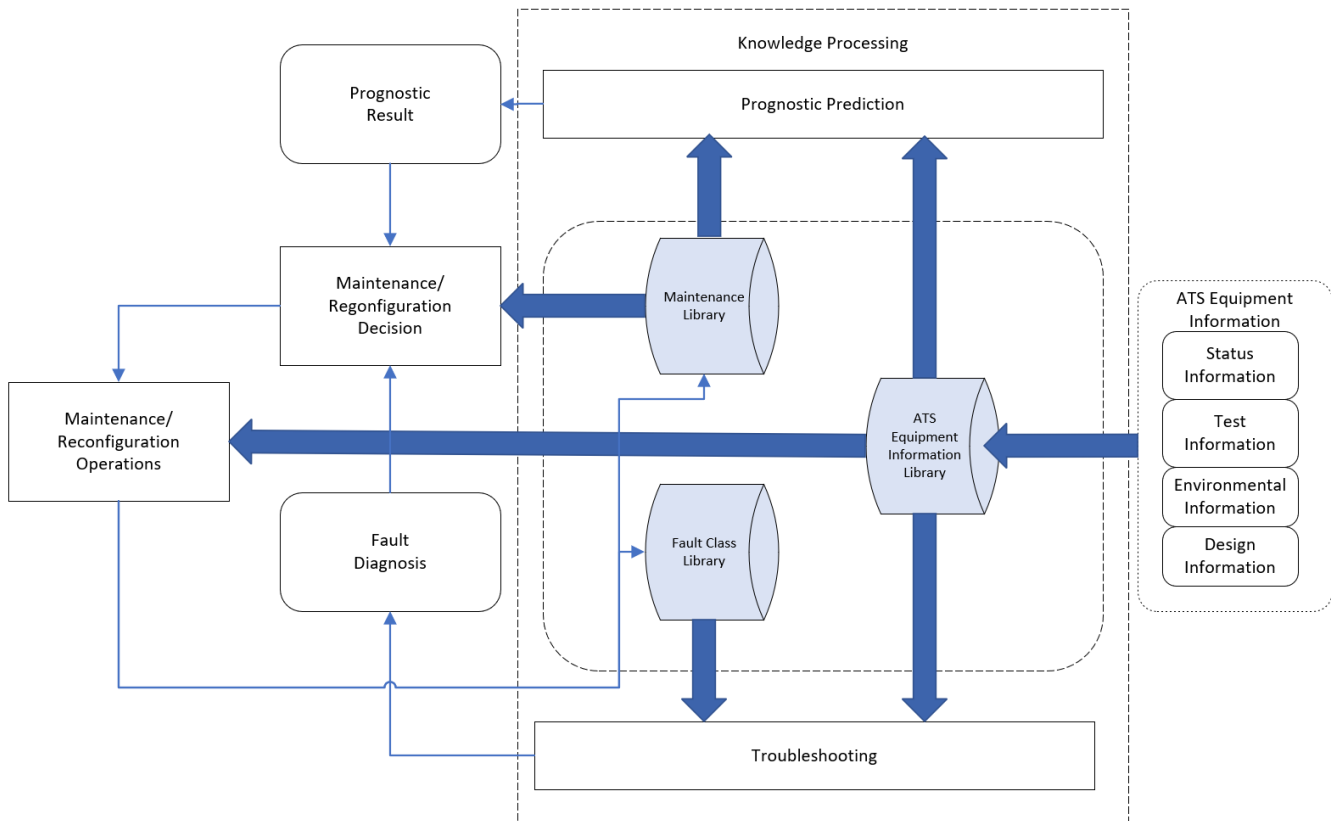 Knowledge Processing
Prognostic
Result
Prognostic Prediction
Maintenance/
Regonfiguration
Decision
Maintenance
Library
ATS Equipment
Information
Status
Information
Test
Information
Environmental
Information
Design
Information
Maintenance/
Reconfiguration
Operations
ATS
Equipment
Information
Library
Fault
Diagnosis
Fault Class
Library
Troubleshooting